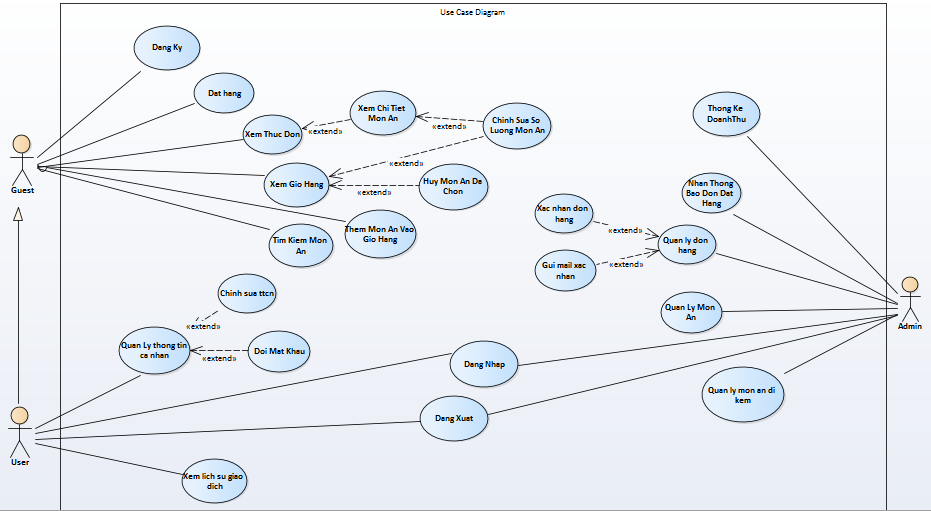 Use Case Diagram
Dang Ky
Dat hang
Xem Thuc Don
Xem Chi Tiet
Mon An
Chinh Sua So
Luong Mon An
«extend»
«extend»
«extend»
Guest
Xem Gio Hang
«extend»
Huy Mon An Da
Chon
Them Mon An Vao
Gio Hang
Tim Kiem Mon
An
Thong Ke
DoanhThu
Nhan Thong
Bao Don Dat
Hang
Xac nhan don
hang
«extend»
Quan ly don
hang
Gui mail xac
nhan
«extend»
Quan Ly Mon
An
Admin
Chinh sua ttcn
«extend»
Quan Ly thong tin
ca nhan
«extend»
Doi Mat Khau
Dang Nhap
Quan ly mon an di
kem
Dang Xuat
User
Xem lich su giao
dich